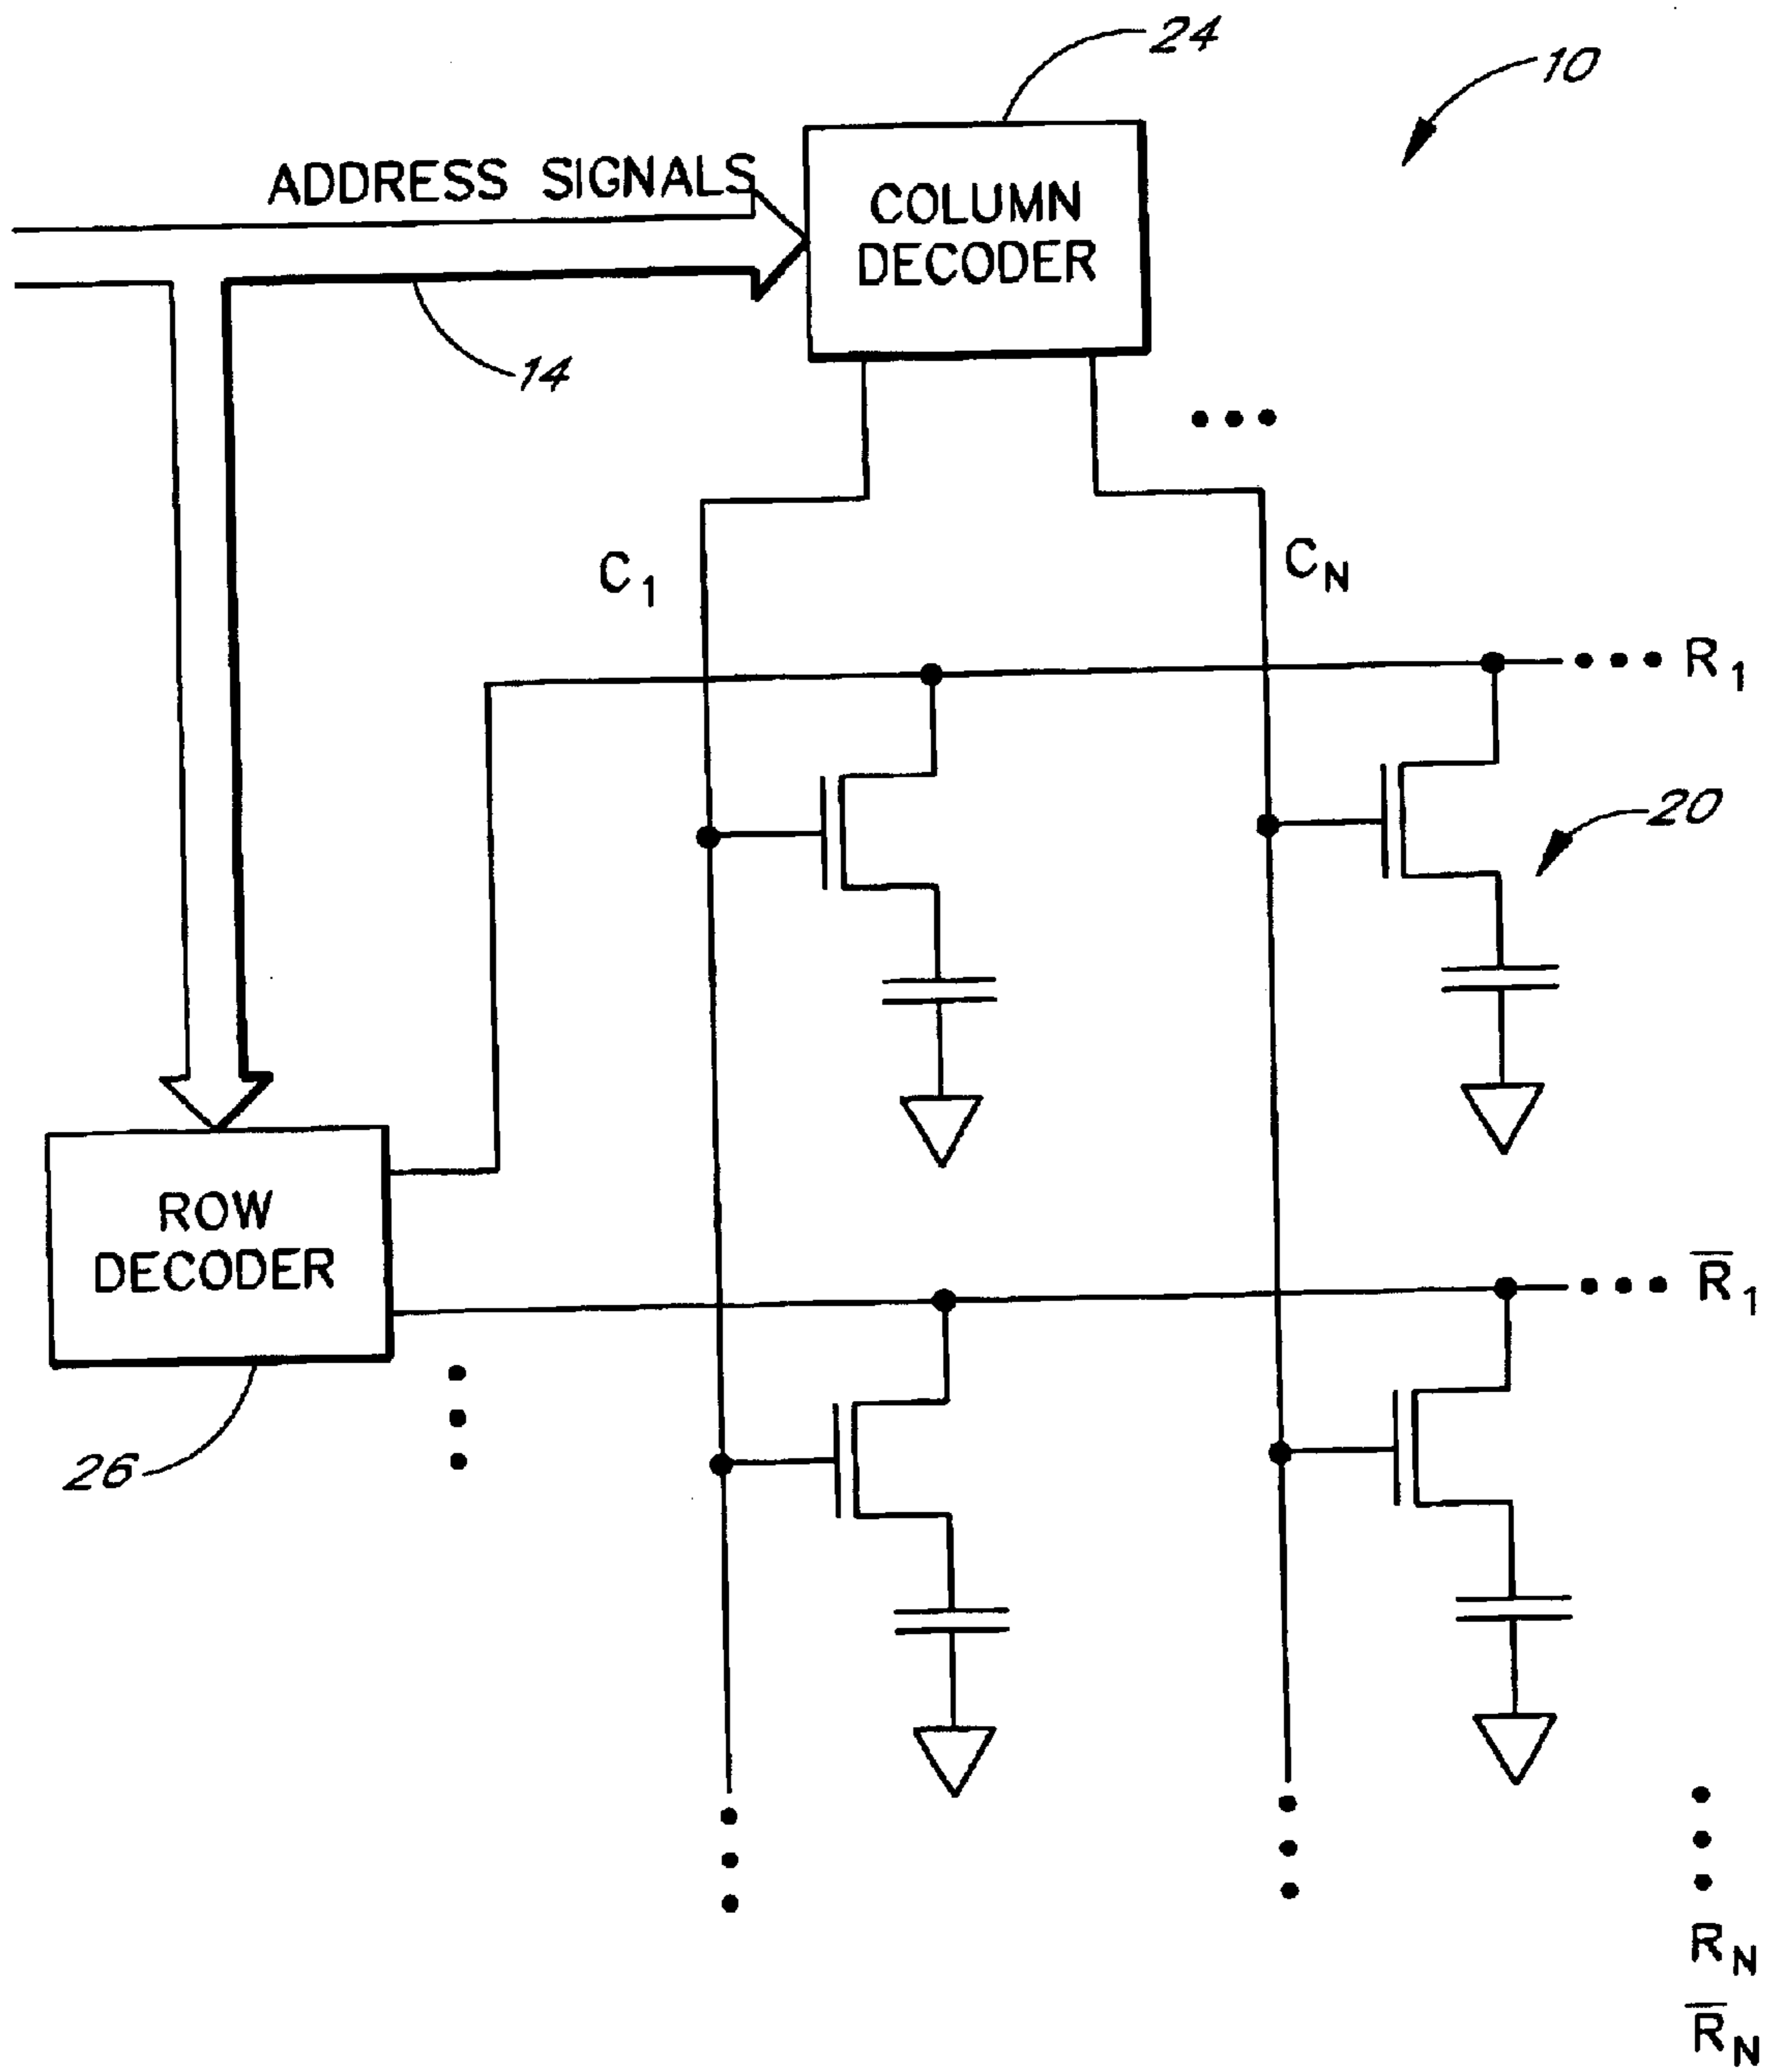 24
10
ADDRESS SIGNALS
COLUMN
DECODER
14
C1
CN
R1
20
ROW
DECODER
R̅1
26
RN
R̅N